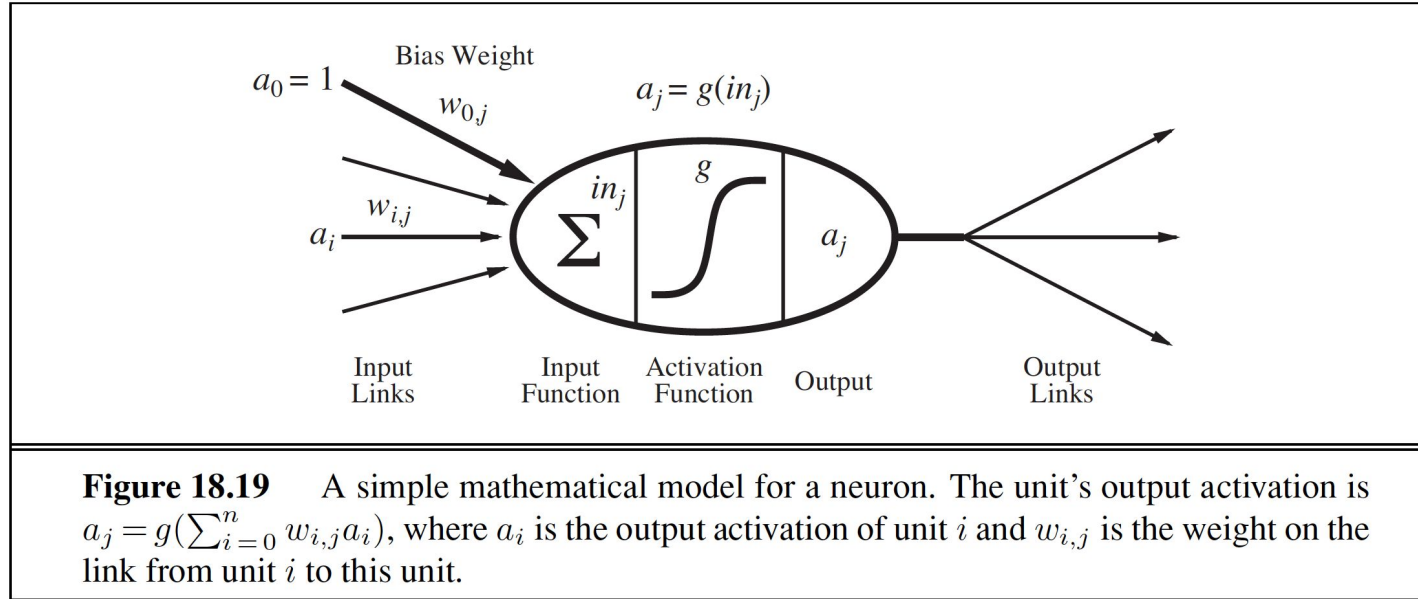 Bias Weight
a₀ = 1
w₀,ⱼ
aⱼ = g(inⱼ)
wᵢ,ⱼ
aᵢ
inⱼ
Σ
g
aⱼ
Input
Links
Input
Function
Activation
Function
Output
Output
Links
Figure 18.19 A simple mathematical model for a neuron. The unit's output activation is
aⱼ = g(∑ⁿᵢ₌₀ wᵢ,ⱼaᵢ), where aᵢ is the output activation of unit i and wᵢ,ⱼ is the weight on the
link from unit i to this unit.